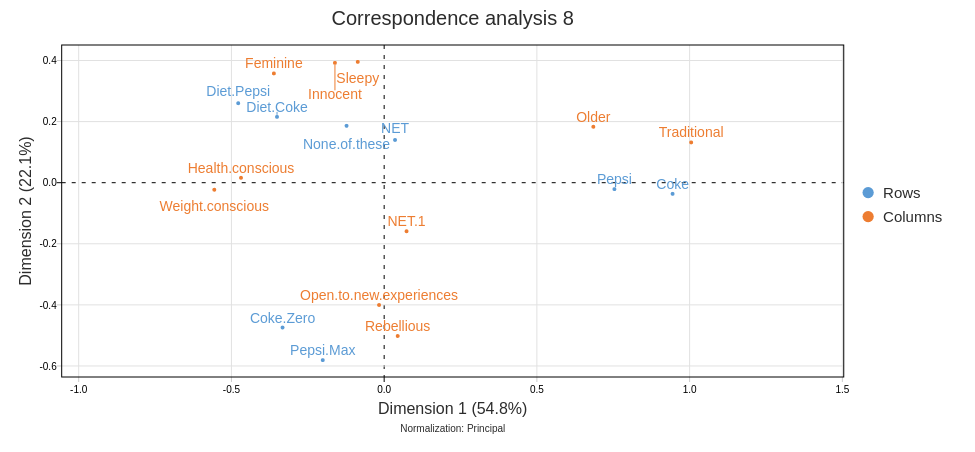 Correspondence analysis 8
0.4
0.2
0.0
-0.2
-0.4
-0.6
Dimension 2 (22.1%)
Feminine
Sleepy
Innocent
Diet.Pepsi
Diet.Coke
NET
None.of.these
Older
Traditional
Health.conscious
Pepsi
Coke
Weight.conscious
NET.1
Open.to.new.experiences
Coke.Zero
Rebellious
Pepsi.Max
Rows
Columns
-1.0 -0.5 0.0 0.5 1.0 1.5
Dimension 1 (54.8%)
Normalization: Principal